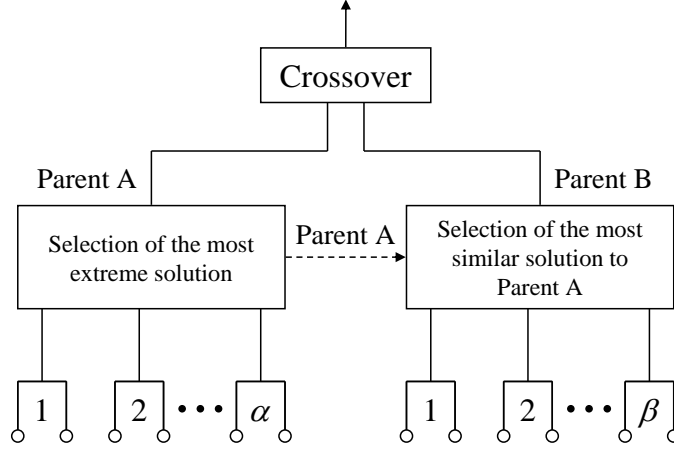 Crossover
Parent A
Parent B
Selection of the most
extreme solution
Parent A
Selection of the most
similar solution to
Parent A
1
2
•••
α
1
2
•••
β